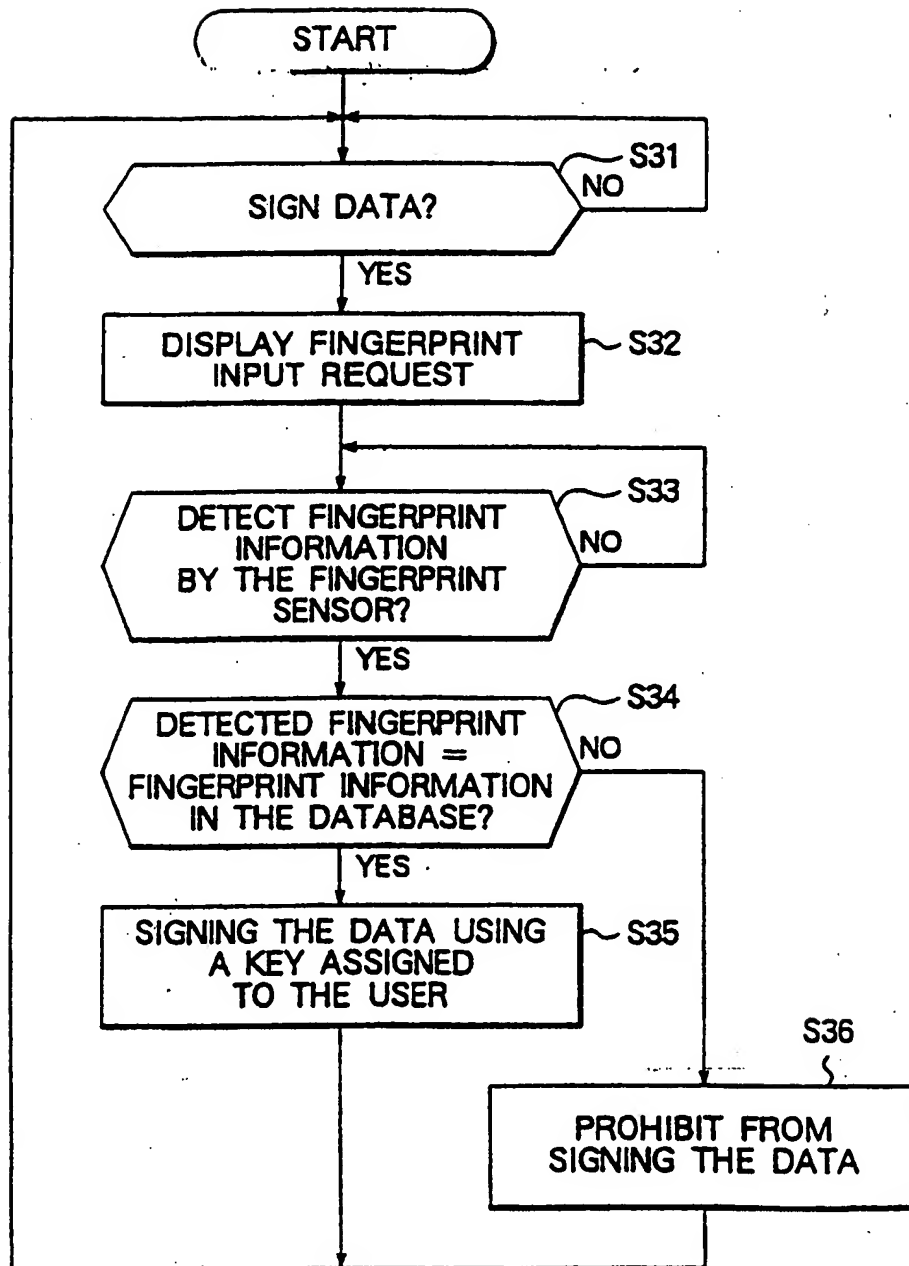 START
S31
NO
SIGN DATA?
YES
DISPLAY FINGERPRINT
INPUT REQUEST
S32
S33
DETECT FINGERPRINT
INFORMATION
BY THE FINGERPRINT
SENSOR?
NO
YES
S34
DETECTED FINGERPRINT
INFORMATION =
FINGERPRINT INFORMATION
IN THE DATABASE?
NO
YES
SIGNING THE DATA USING
A KEY ASSIGNED
TO THE USER
S35
S36
PROHIBIT FROM
SIGNING THE DATA